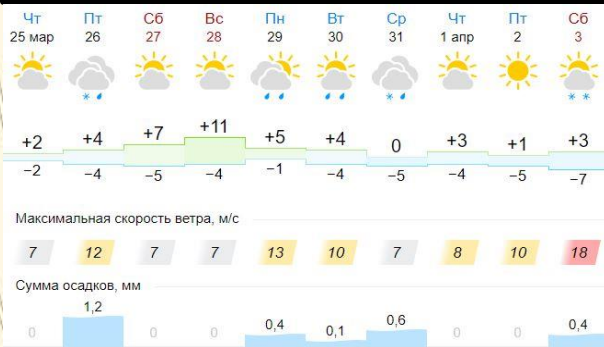 Чт Пт Сб Вс Пн Вт Ср Чт Пт Сб
25 мар 26 27 28 29 30 31 1 апр 2 3
+2 +4 +7 +11 +5 +4 0 +3 +1 +3
−2 −4 −5 −4 −1 −4 −5 −4 −5 −7
Максимальная скорость ветра, м/с
7 12 7 7 13 10 7 8 10 18
Сумма осадков, мм
0 1,2 0 0 0,4 0,1 0,6 0 0 0,4